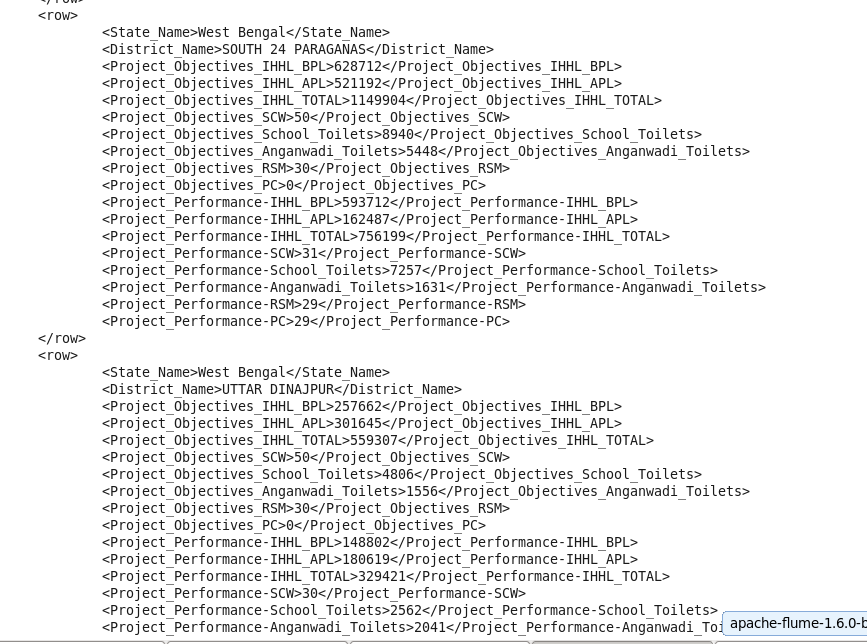 <row>
<State_Name>West Bengal</State_Name>
<District_Name>SOUTH 24 PARAGANAS</District_Name>
<Project_Objectives_IHHL_BPL>628712</Project_Objectives_IHHL_BPL>
<Project_Objectives_IHHL_APL>521192</Project_Objectives_IHHL_APL>
<Project_Objectives_IHHL_TOTAL>1149904</Project_Objectives_IHHL_TOTAL>
<Project_Objectives_SCW>50</Project_Objectives_SCW>
<Project_Objectives_School_Toilets>8940</Project_Objectives_School_Toilets>
<Project_Objectives_Anganwadi_Toilets>5448</Project_Objectives_Anganwadi_Toilets>
<Project_Objectives_RSM>30</Project_Objectives_RSM>
<Project_Objectives_PC>0</Project_Objectives_PC>
<Project_Performance-IHHL_BPL>593712</Project_Performance-IHHL_BPL>
<Project_Performance-IHHL_APL>162487</Project_Performance-IHHL_APL>
<Project_Performance-IHHL_TOTAL>756199</Project_Performance-IHHL_TOTAL>
<Project_Performance-SCW>31</Project_Performance-SCW>
<Project_Performance-School_Toilets>7257</Project_Performance-School_Toilets>
<Project_Performance-Anganwadi_Toilets>1631</Project_Performance-Anganwadi_Toilets>
<Project_Performance-RSM>29</Project_Performance-RSM>
<Project_Performance-PC>29</Project_Performance-PC>
</row>
<row>
<State_Name>West Bengal</State_Name>
<District_Name>UTTAR DINAJPUR</District_Name>
<Project_Objectives_IHHL_BPL>257662</Project_Objectives_IHHL_BPL>
<Project_Objectives_IHHL_APL>301645</Project_Objectives_IHHL_APL>
<Project_Objectives_IHHL_TOTAL>559307</Project_Objectives_IHHL_TOTAL>
<Project_Objectives_SCW>50</Project_Objectives_SCW>
<Project_Objectives_School_Toilets>4806</Project_Objectives_School_Toilets>
<Project_Objectives_Anganwadi_Toilets>1556</Project_Objectives_Anganwadi_Toilets>
<Project_Objectives_RSM>30</Project_Objectives_RSM>
<Project_Objectives_PC>0</Project_Objectives_PC>
<Project_Performance-IHHL_BPL>148802</Project_Performance-IHHL_BPL>
<Project_Performance-IHHL_APL>180619</Project_Performance-IHHL_APL>
<Project_Performance-IHHL_TOTAL>329421</Project_Performance-IHHL_TOTAL>
<Project_Performance-SCW>30</Project_Performance-SCW>
<Project_Performance-School_Toilets>2562</Project_Performance-School_Toilets>
<Project_Performance-Anganwadi_Toilets>2041</Project_Performance-Anganwadi_Toi
apache-flume-1.6.0-b